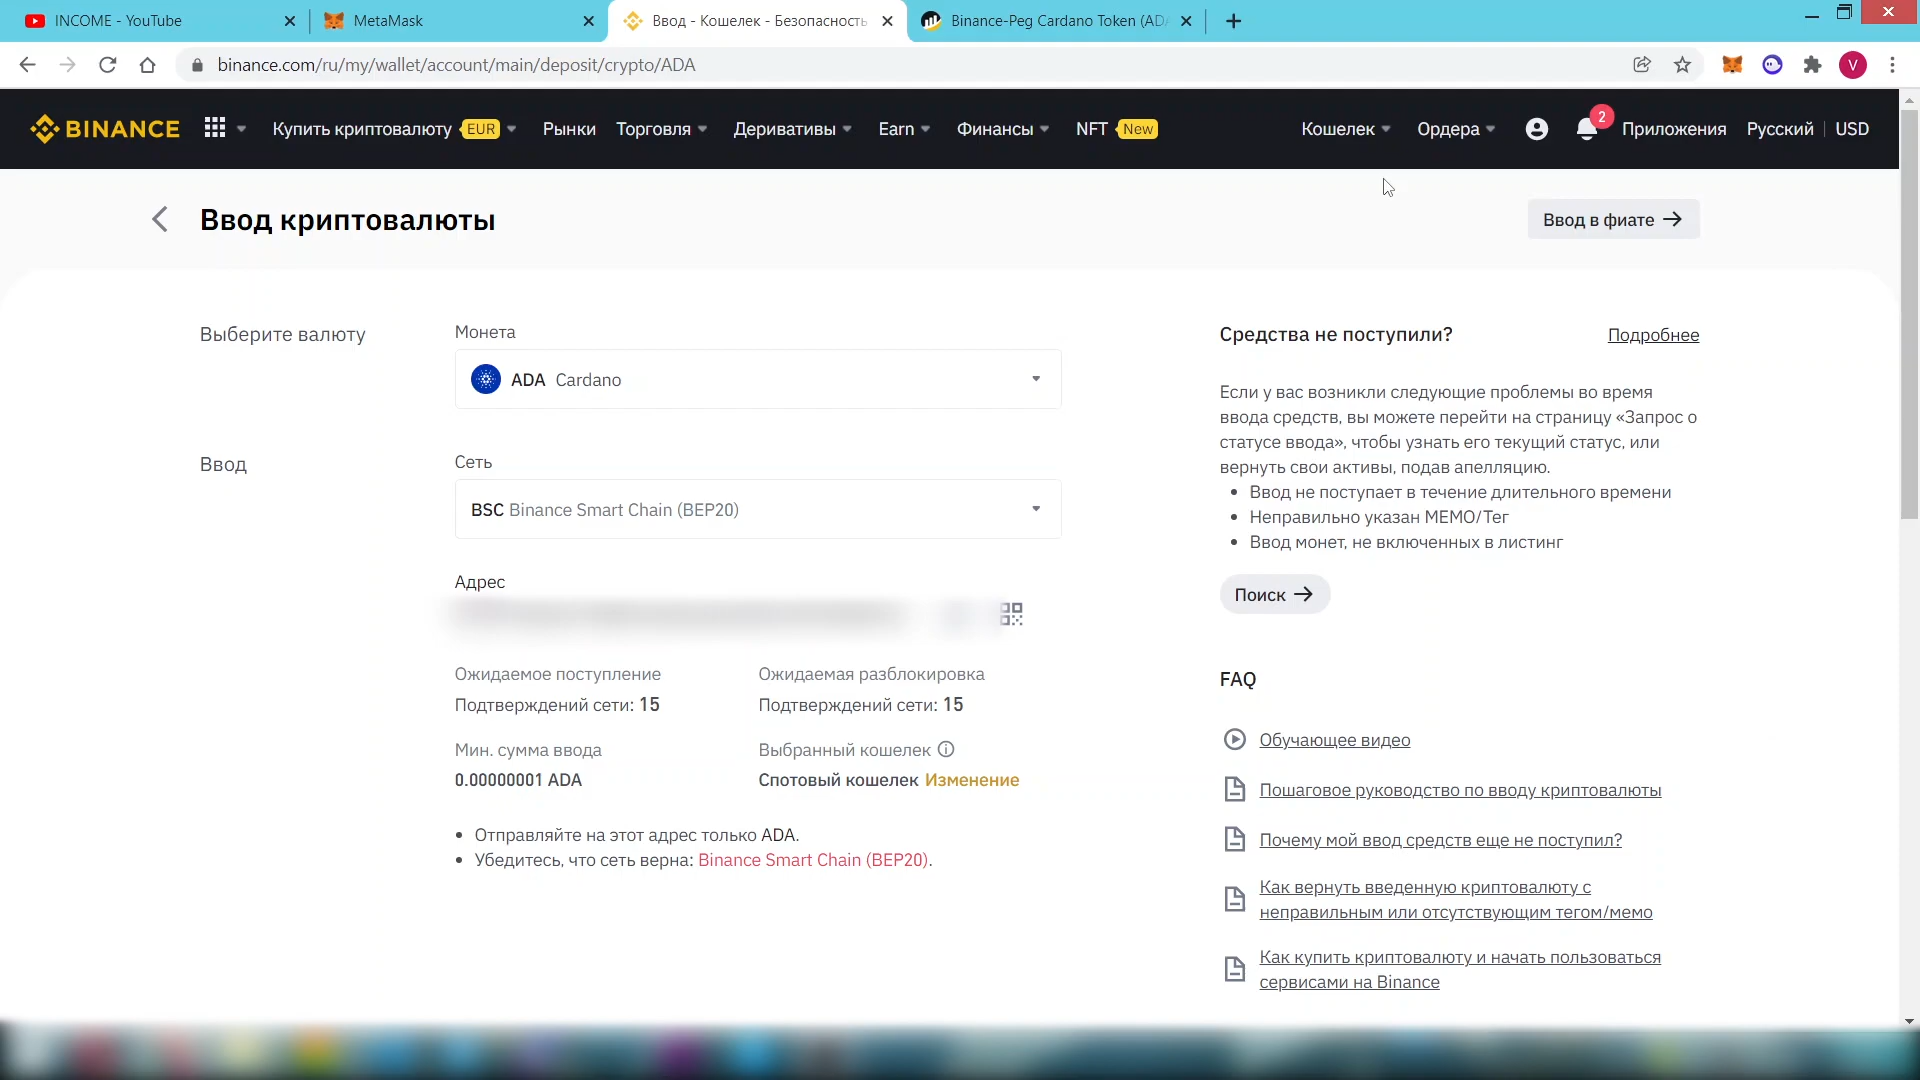 INCOME - YouTube
MetaMask
Ввод - Кошелек - Безопасность
Binance-Peg Cardano Token (ADA
binance.com/ru/my/wallet/account/main/deposit/crypto/ADA
V
BINANCE
Купить криптовалюту EUR
Рынки
Торговля
Деривативы
Earn
Финансы
NFT New
Кошелек
Ордера
2
Приложения
Русский
USD
Ввод криптовалюты
Ввод в фиате
Выберите валюту
Монета
ADA Cardano
Ввод
Сеть
BSC Binance Smart Chain (BEP20)
Адрес
Ожидаемое поступление
Подтверждений сети: 15
Ожидаемая разблокировка
Подтверждений сети: 15
Мин. сумма ввода
0.00000001 ADA
Выбранный кошелек
Спотовый кошелек Изменение
• Отправляйте на этот адрес только ADA.
• Убедитесь, что сеть верна: Binance Smart Chain (BEP20).
Средства не поступили?
Подробнее
Если у вас возникли следующие проблемы во время
ввода средств, вы можете перейти на страницу «Запрос о
статусе ввода», чтобы узнать его текущий статус, или
вернуть свои активы, подав апелляцию.
• Ввод не поступает в течение длительного времени
• Неправильно указан МЕМО/Тег
• Ввод монет, не включенных в листинг
Поиск
FAQ
Обучающее видео
Пошаговое руководство по вводу криптовалюты
Почему мой ввод средств еще не поступил?
Как вернуть введенную криптовалюту с
неправильным или отсутствующим тегом/мемо
Как купить криптовалюту и начать пользоваться
сервисами на Binance